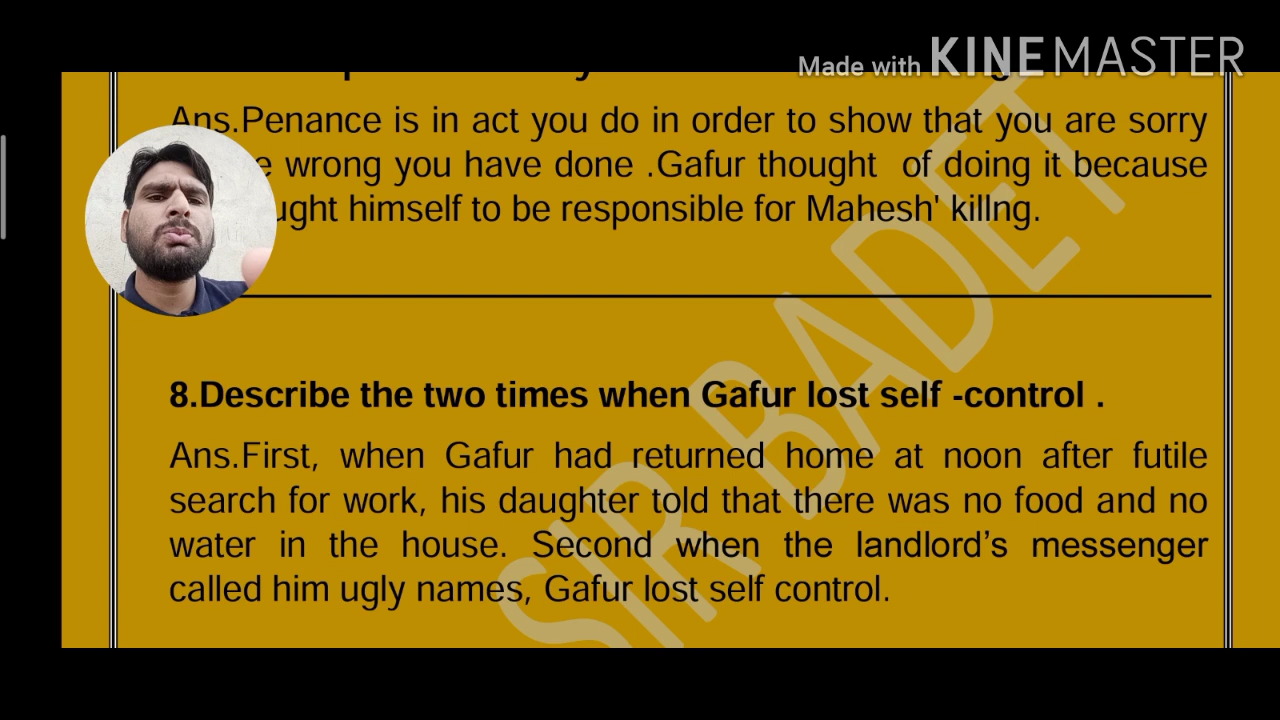 Made with KINEMASTER
Ans.Penance is in act you do in order to show that you are sorry
wrong you have done .Gafur thought of doing it because
himself to be responsible for Mahesh' killng.
8.Describe the two times when Gafur lost self -control .
Ans.First, when Gafur had returned home at noon after futile
search for work, his daughter told that there was no food and no
water in the house. Second when the landlord’s messenger
called him ugly names, Gafur lost self control.
SIR BADET